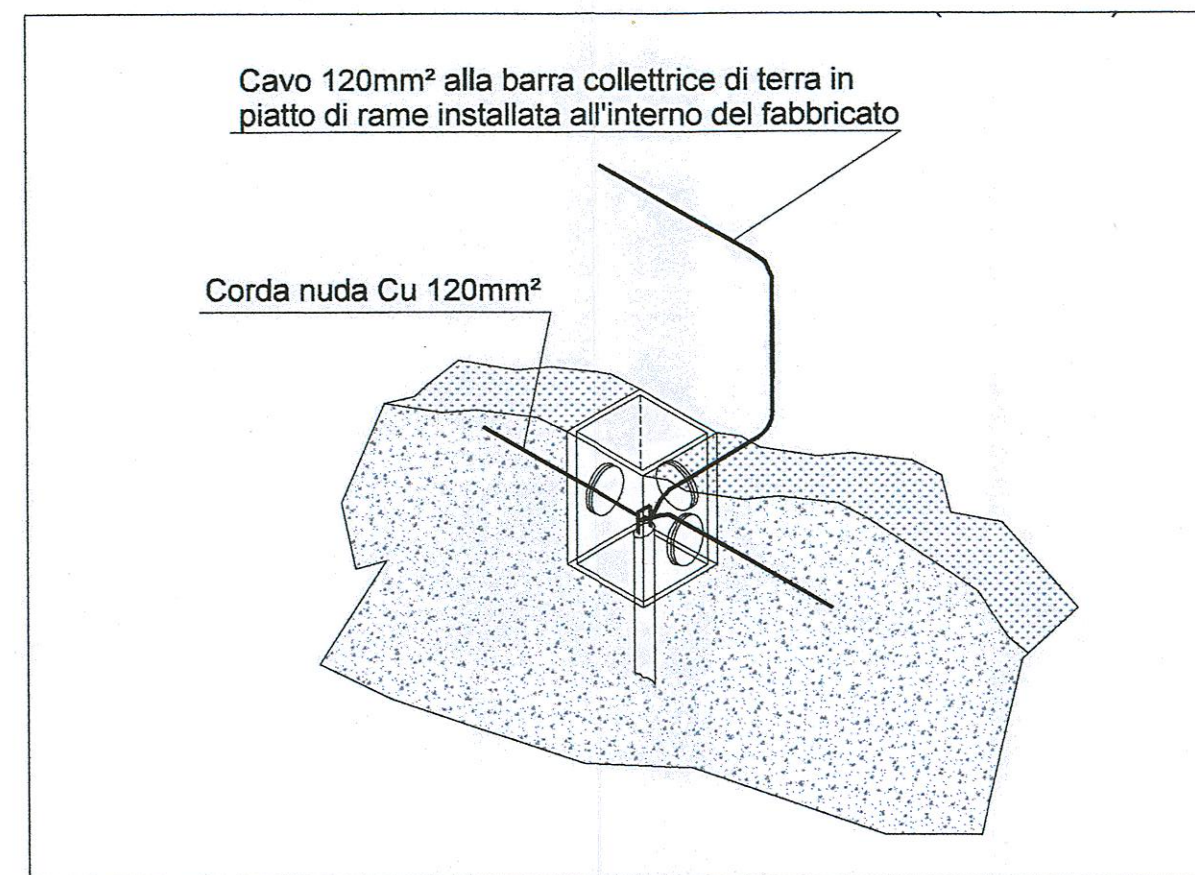 Cavo 120mm² alla barra collettrice di terra in
piatto di rame installata all'interno del fabbricato
Corda nuda Cu 120mm²